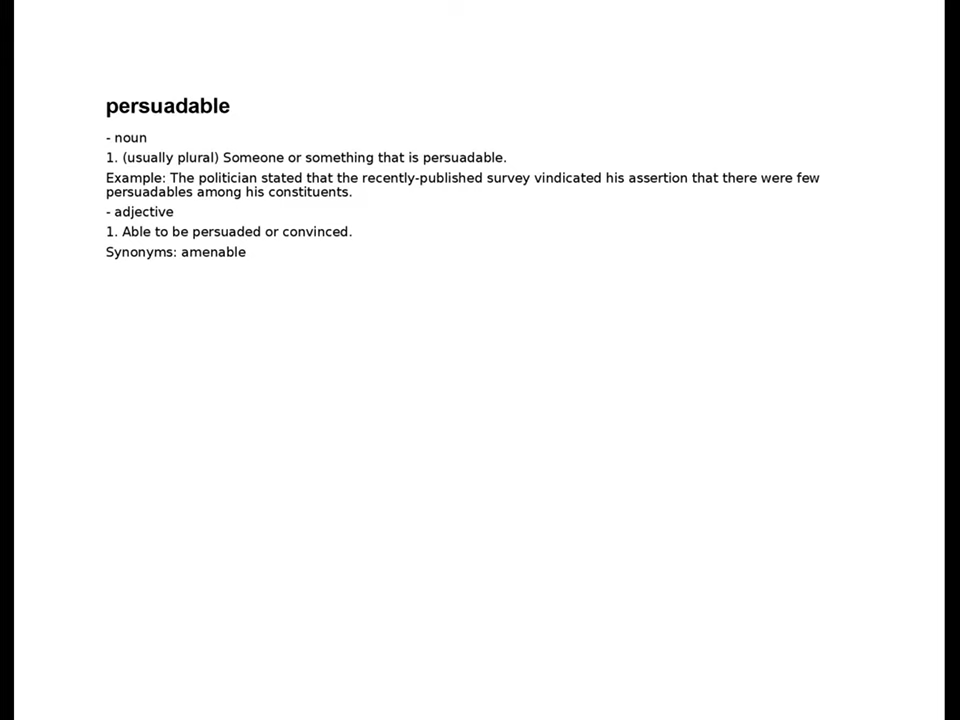 persuadable
- noun
1. (usually plural) Someone or something that is persuadable.
Example: The politician stated that the recently-published survey vindicated his assertion that there were few
persuadables among his constituents.
- adjective
1. Able to be persuaded or convinced.
Synonyms: amenable